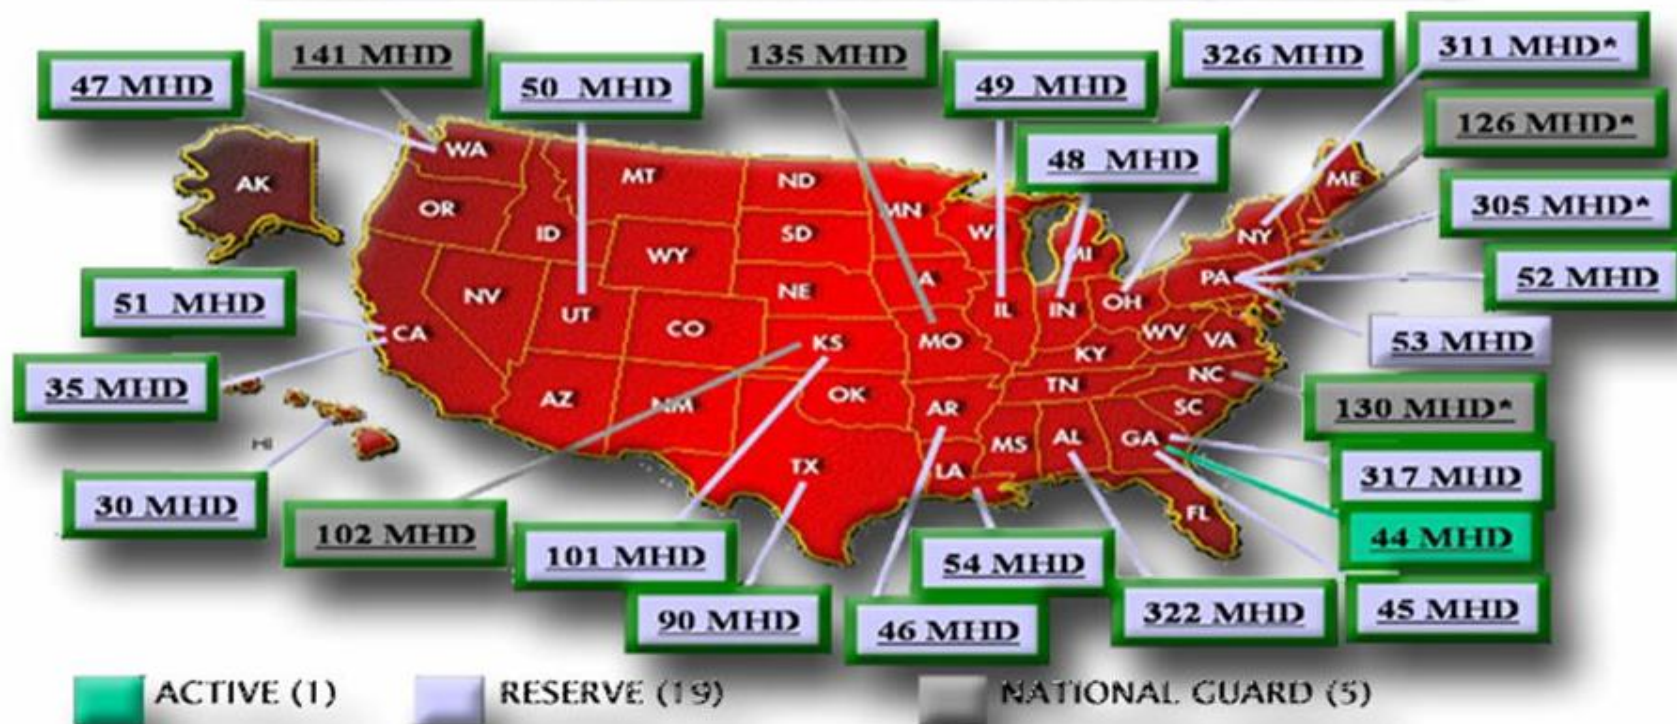 47 MHD
141 MHD
50 MHD
135 MHD
49 MHD
326 MHD
311 MHD*
126 MHD*
48 MHD
305 MHD*
52 MHD
53 MHD
51 MHD
35 MHD
130 MHD*
317 MHD
30 MHD
102 MHD
101 MHD
54 MHD
44 MHD
90 MHD
46 MHD
322 MHD
45 MHD
AK
WA
MT
ND
MN
ME
OR
ID
SD
WI
MI
NY
WY
PA
NV
NE
IA
UT
CO
IL
IN
OH
CA
KS
MO
WV
VA
KY
NC
TN
AZ
NM
OK
AR
SC
HI
TX
MS
AL
GA
LA
FL
ACTIVE (1)
RESERVE (19)
NATIONAL GUARD (5)